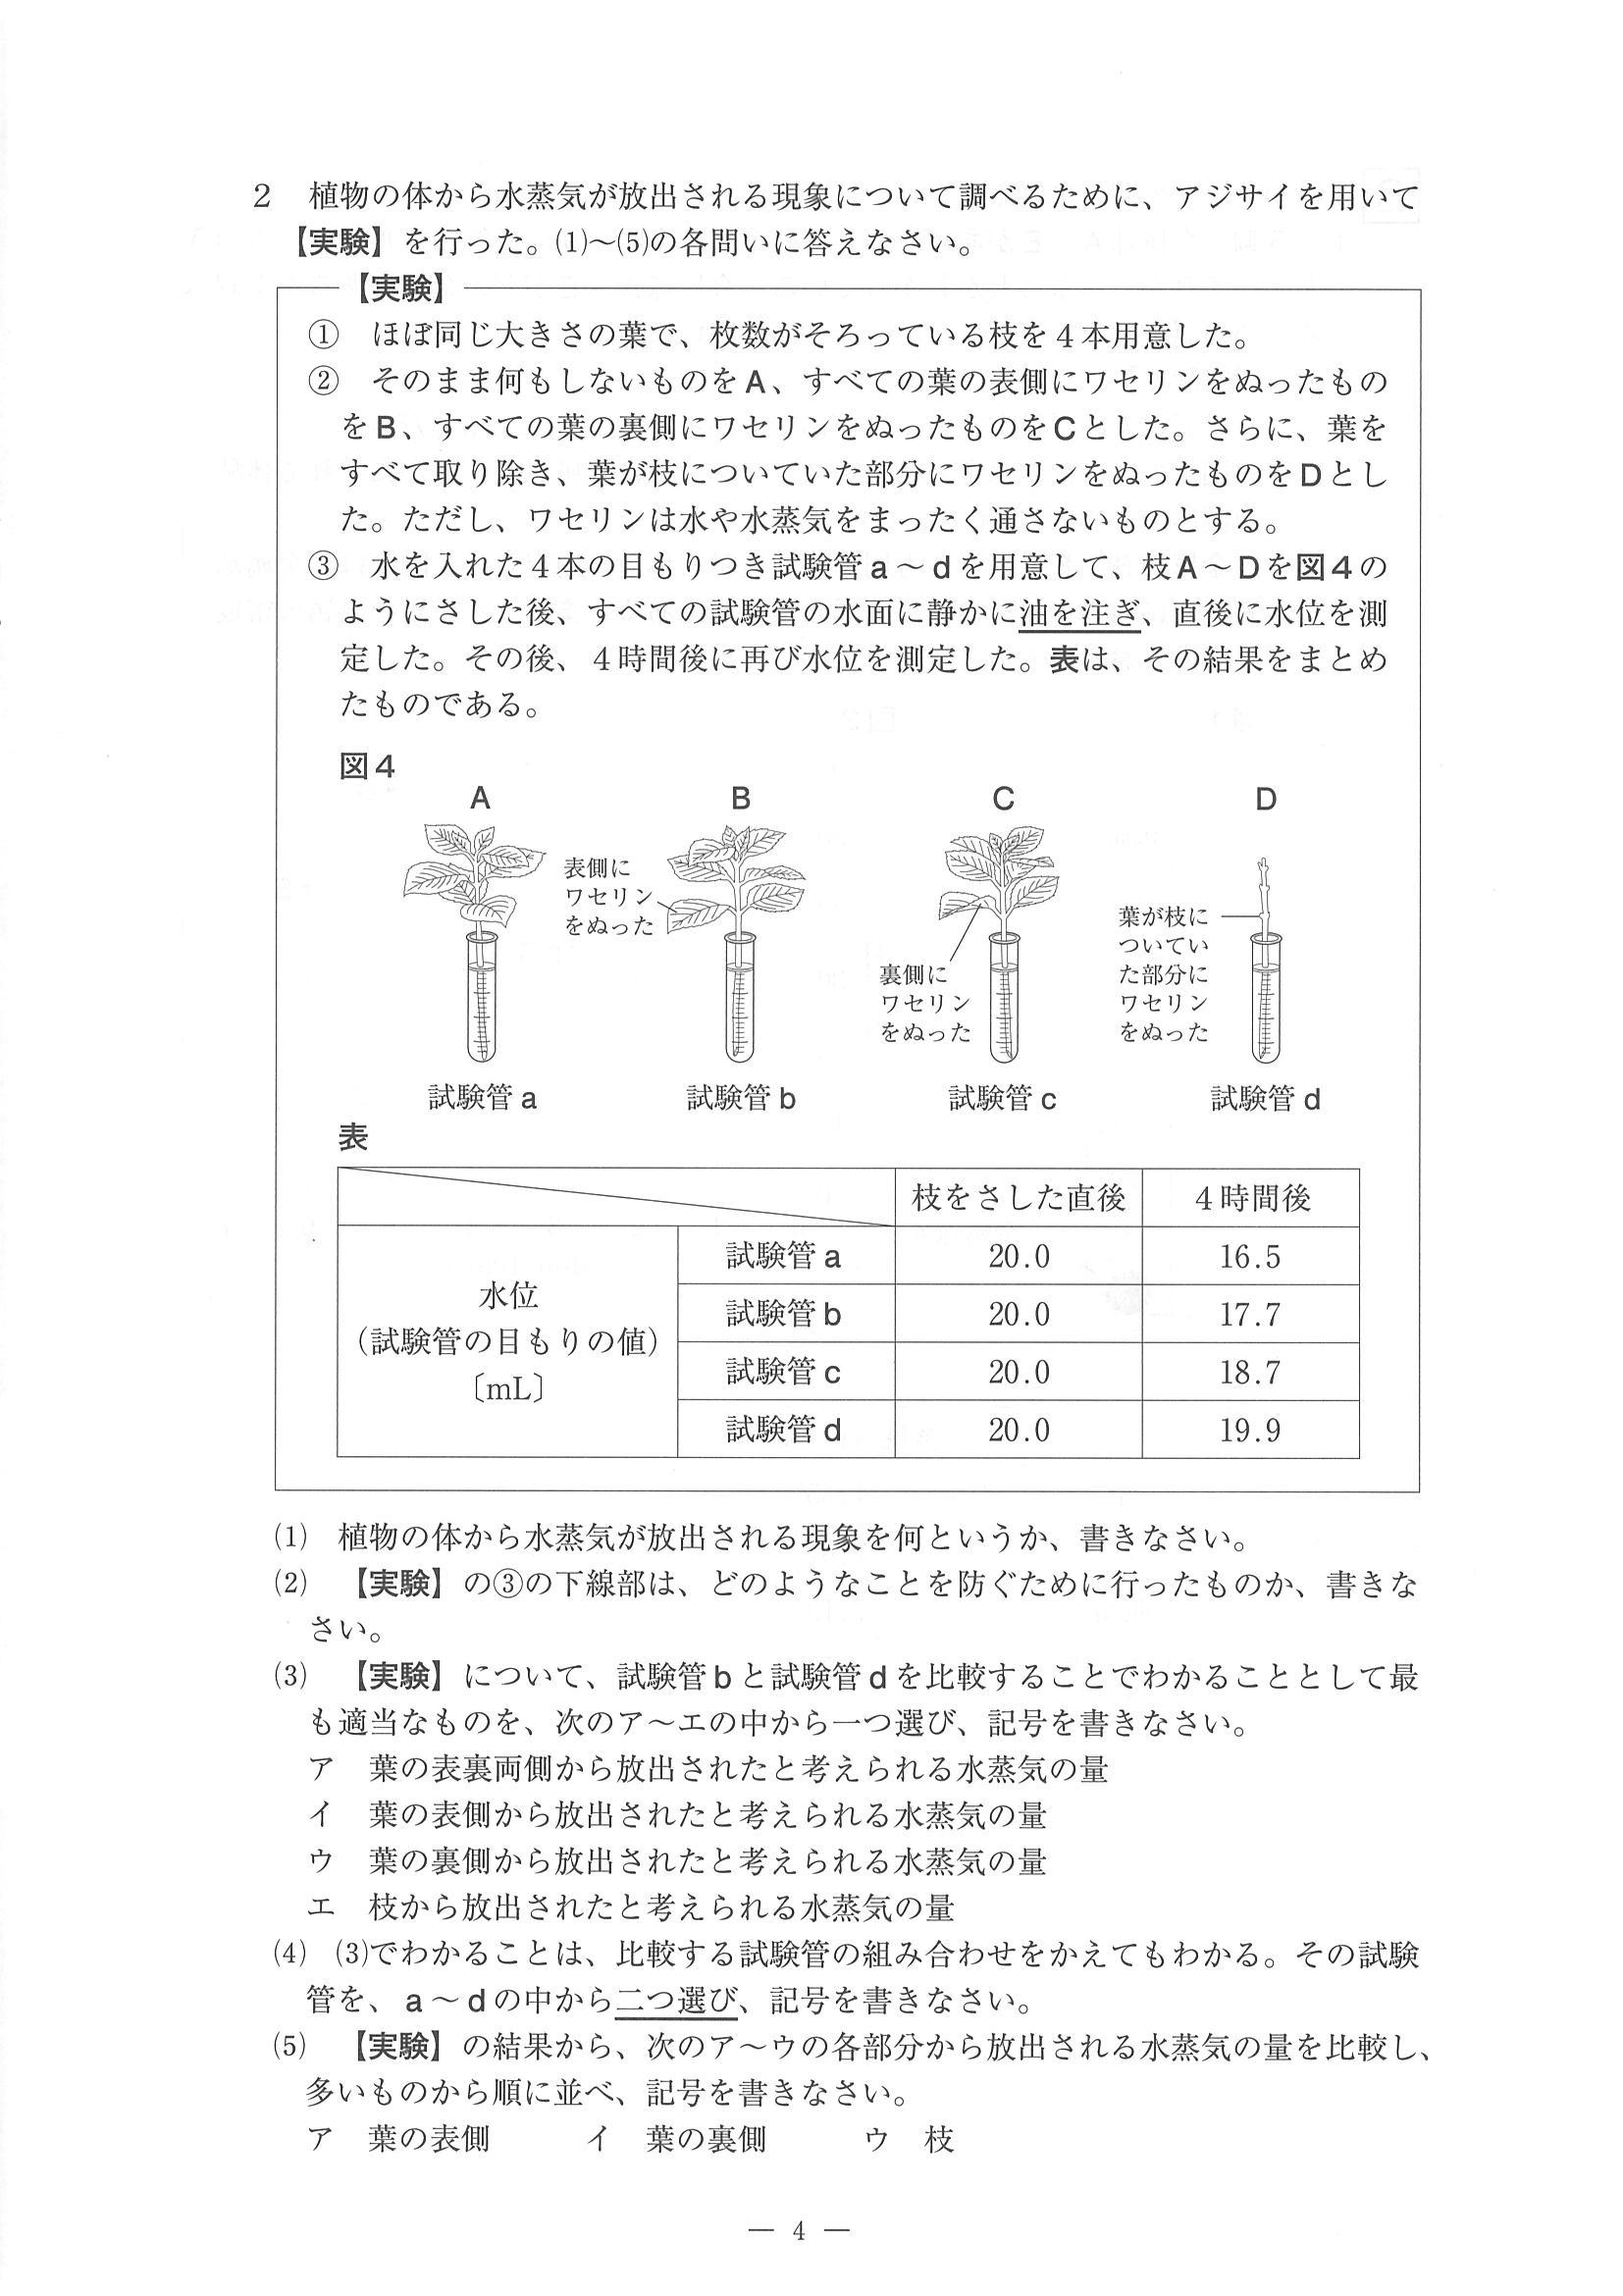 2　植物の体から水蒸気が放出される現象について調べるために、アジサイを用いて
【実験】を行った。(1)～(5)の各問いに答えなさい。
【実験】
①　ほぼ同じ大きさの葉で、枚数がそろっている枝を4本用意した。
②　そのまま何もしないものをA、すべての葉の表側にワセリンをぬったもの
をB、すべての葉の裏側にワセリンをぬったものをCとした。さらに、葉を
すべて取り除き、葉が枝についていた部分にワセリンをぬったものをDとし
た。ただし、ワセリンは水や水蒸気をまったく通さないものとする。
③　水を入れた4本の目もりつき試験管a～dを用意して、枝A～Dを図4の
ようにさした後、すべての試験管の水面に静かに油を注ぎ、直後に水位を測
定した。その後、4時間後に再び水位を測定した。表は、その結果をまとめ
たものである。
図4
A
B
C
D
表側に
ワセリン
をぬった
裏側に
ワセリン
をぬった
葉が枝に
ついてい
た部分に
ワセリン
をぬった
試験管a
試験管b
試験管c
試験管d
表
枝をさした直後　4時間後
水位
（試験管の目もりの値）
〔mL〕
試験管a　20.0　16.5
試験管b　20.0　17.7
試験管c　20.0　18.7
試験管d　20.0　19.9
(1)　植物の体から水蒸気が放出される現象を何というか、書きなさい。
(2)　【実験】の③の下線部は、どのようなことを防ぐために行ったものか、書きな
さい。
(3)　【実験】について、試験管bと試験管dを比較することでわかることとして最
も適当なものを、次のア～エの中から一つ選び、記号を書きなさい。
ア　葉の表裏両側から放出されたと考えられる水蒸気の量
イ　葉の表側から放出されたと考えられる水蒸気の量
ウ　葉の裏側から放出されたと考えられる水蒸気の量
エ　枝から放出されたと考えられる水蒸気の量
(4)　(3)でわかることは、比較する試験管の組み合わせをかえてもわかる。その試験
管を、a～dの中から二つ選び、記号を書きなさい。
(5)　【実験】の結果から、次のア～ウの各部分から放出される水蒸気の量を比較し、
多いものから順に並べ、記号を書きなさい。
ア　葉の表側　　　イ　葉の裏側　　　ウ　枝
― 4 ―